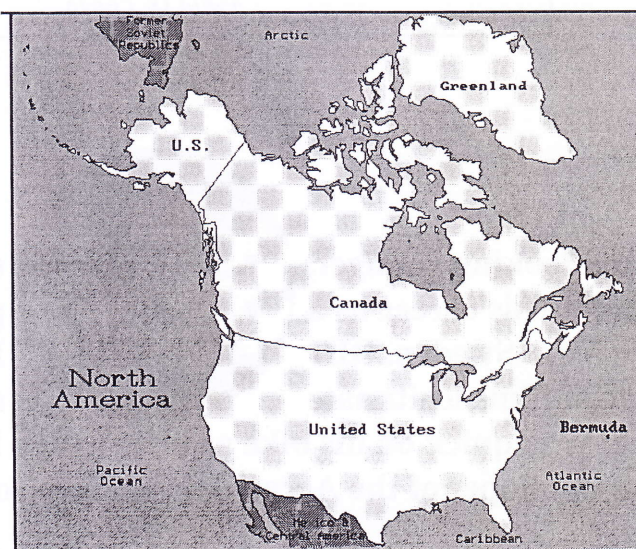 Former
Soviet
Republics
Arctic
Greenland
U.S.
Canada
North
America
United States
Bermuda
Pacific
Ocean
Atlantic
Ocean
Mexico &
Central America
Caribbean